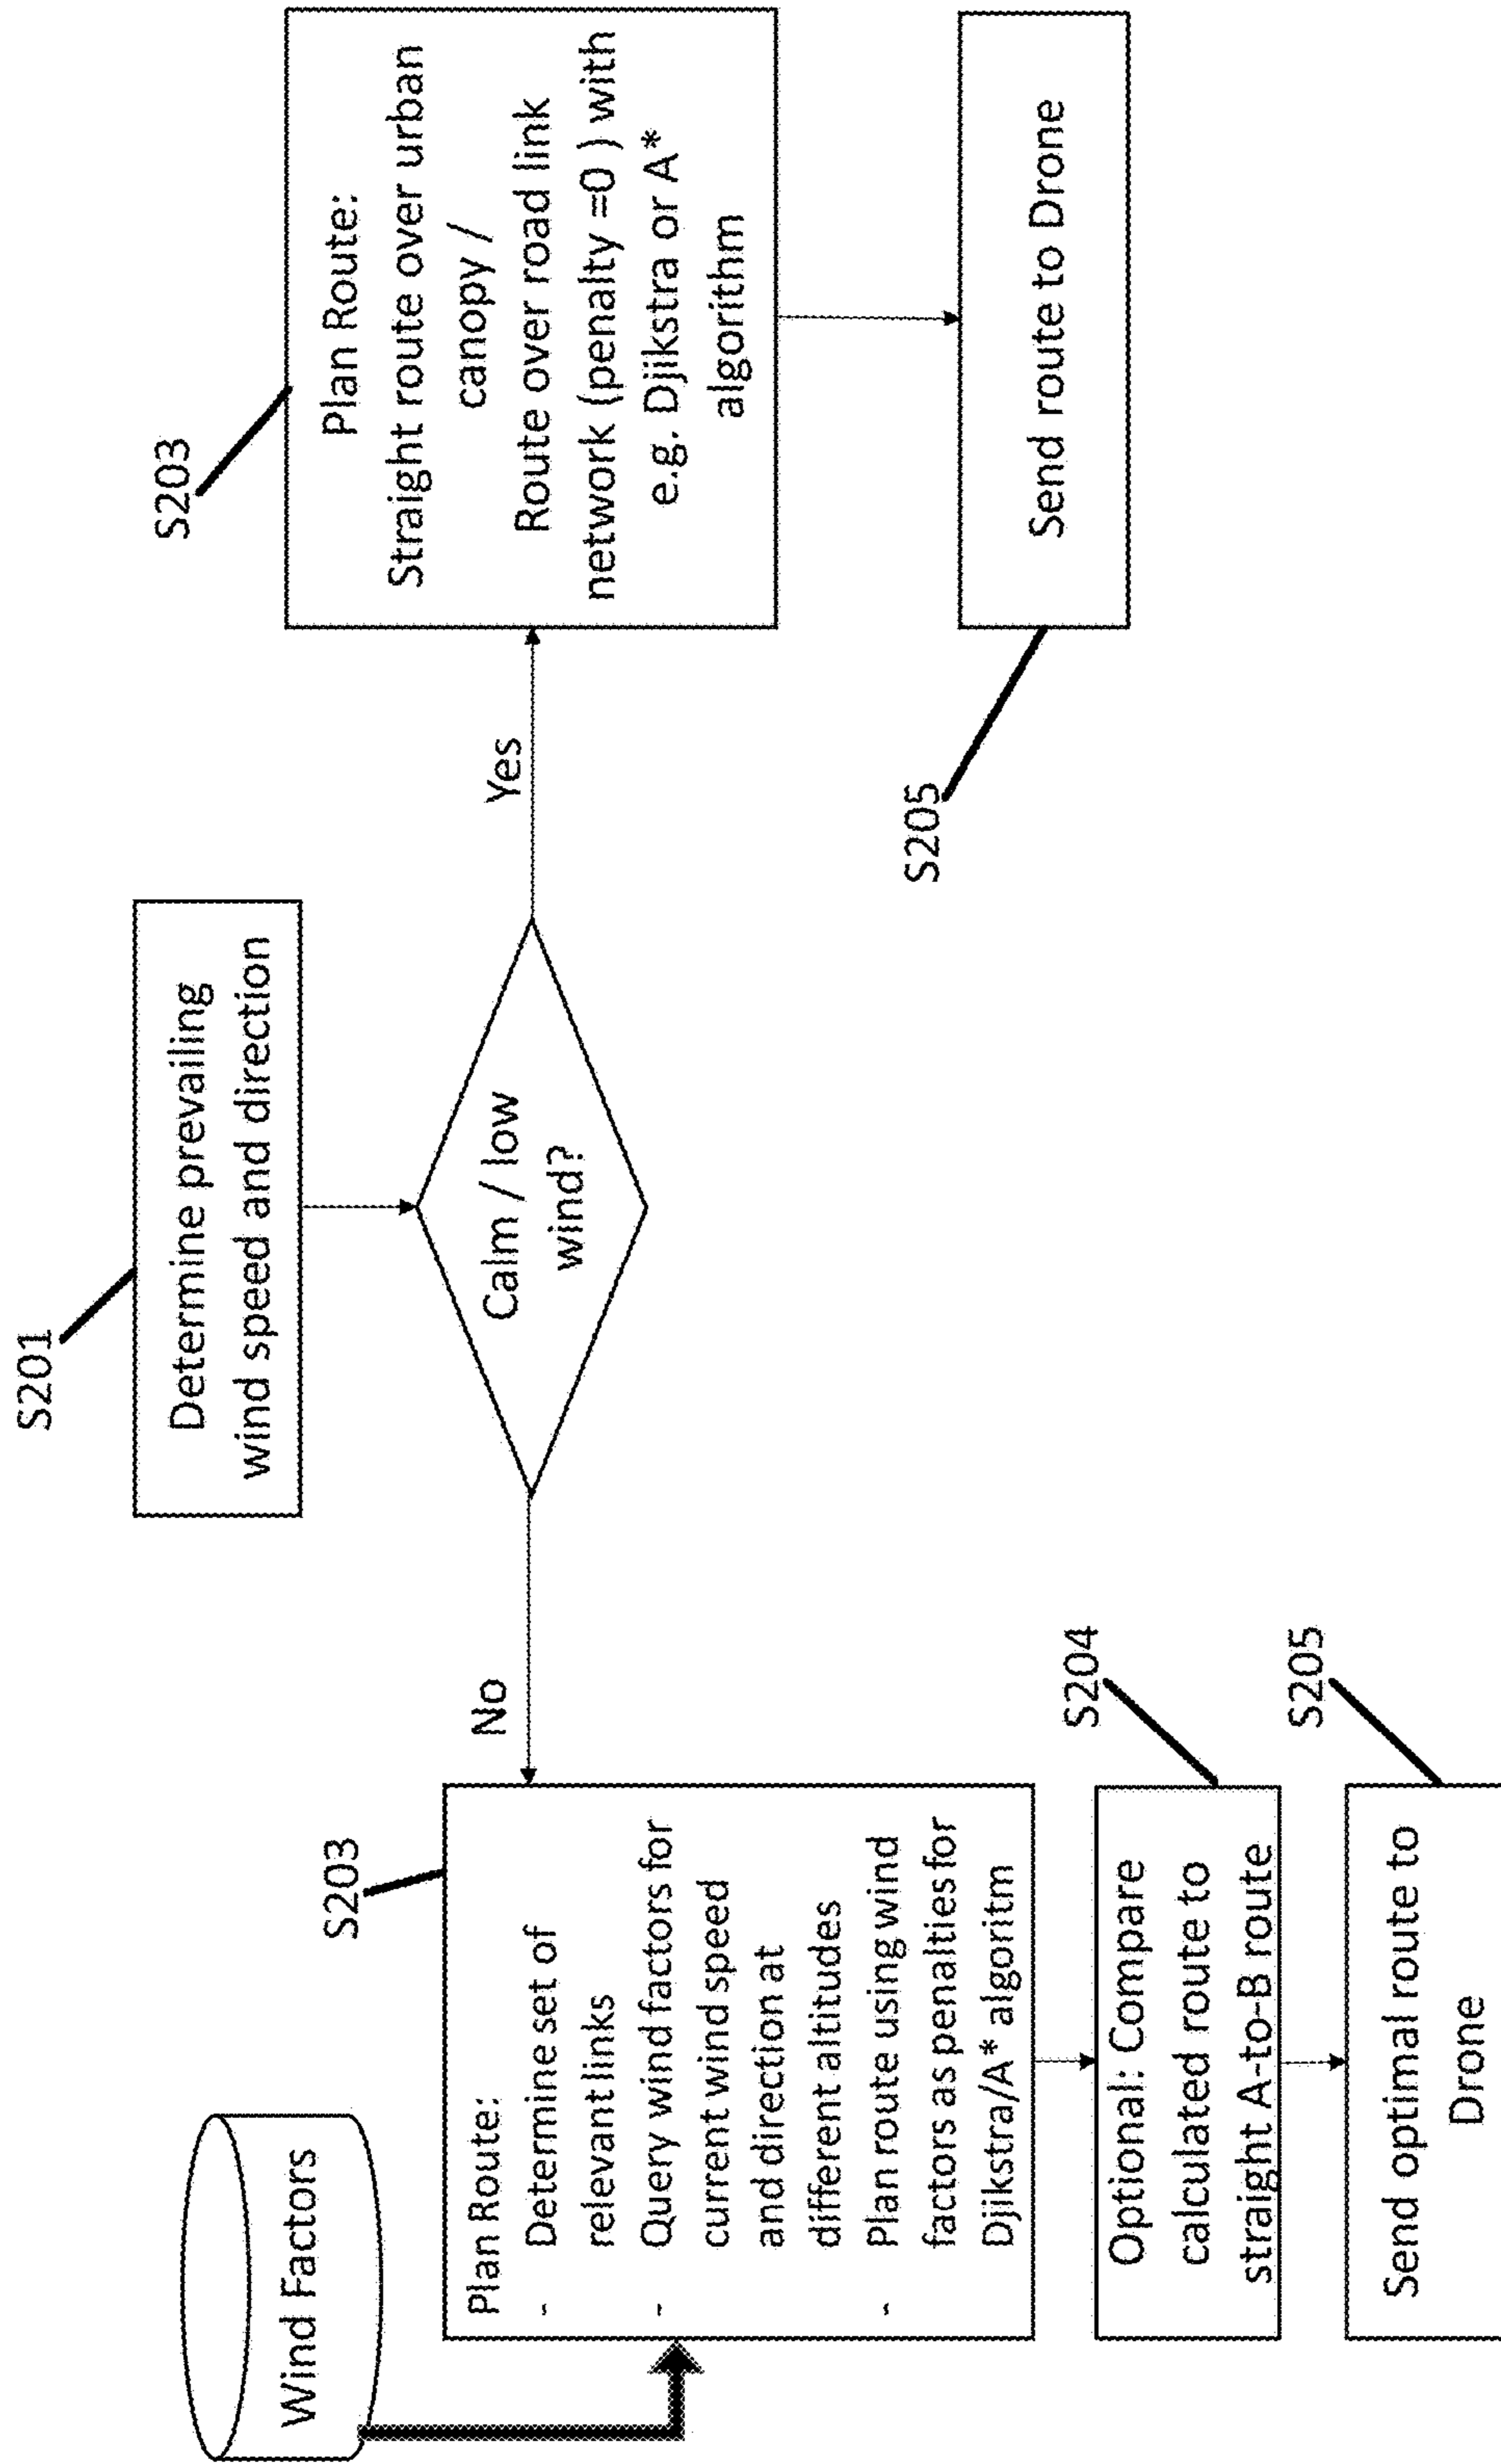 S201
Determine prevailing
wind speed and direction
Calm / low
wind?
No
Yes
Wind Factors
S203
Plan Route:
- Determine set of
relevant links
- Query wind factors for
current wind speed
and direction at
different altitudes
- Plan route using wind
factors as penalties for
Djikstra/A* algoritm
S204
Optional: Compare
calculated route to
straight A-to-B route
S205
Send optimal route to
Drone
S203
Plan Route:
Straight route over urban
canopy /
Route over road link
network (penalty =0 ) with
e.g. Djikstra or A*
algorithm
S205
Send route to Drone